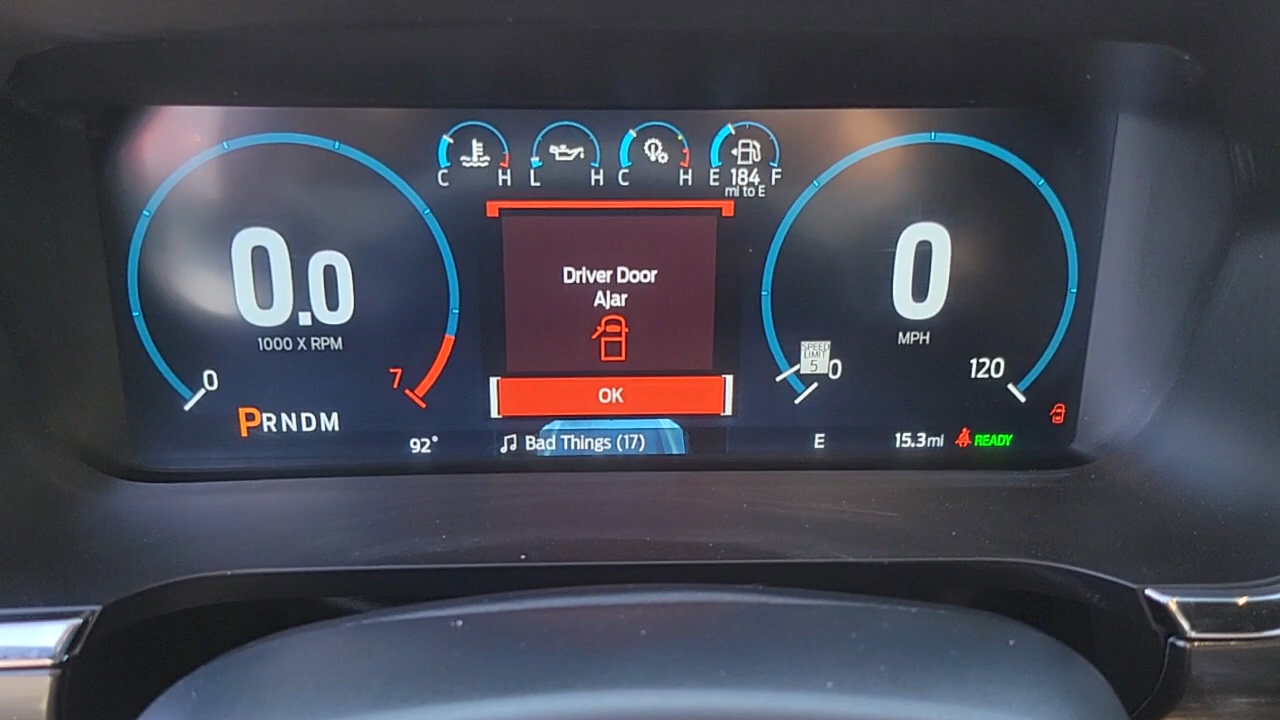 C H L H C H E 184 F
mi to E
Driver Door
Ajar
0.0
1000 X RPM
0
MPH
SPEED
LIMIT
5
0
7
0
120
OK
PRNDM
92°
Bad Things (17)
E
15.3mi
READY